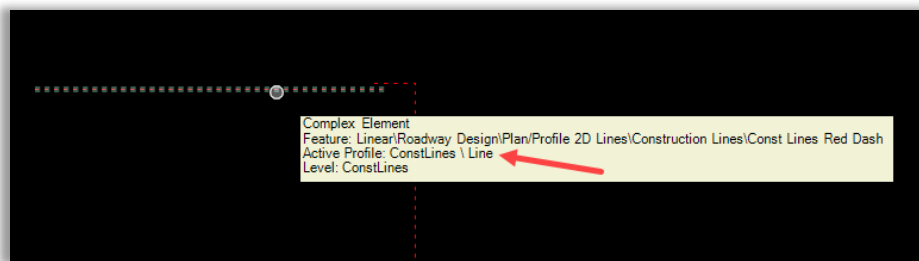 Complex Element
Feature: Linear\Roadway Design\Plan/Profile 2D Lines\Construction Lines\Const Lines Red Dash
Active Profile: ConstLines \ Line
Level: ConstLines